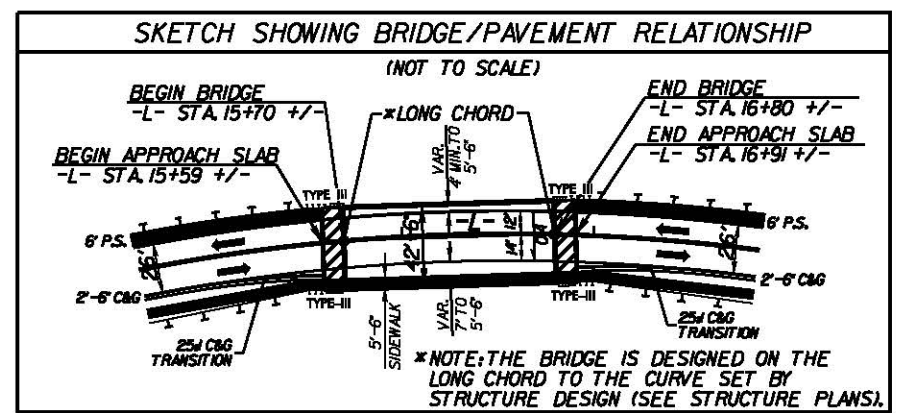 SKETCH SHOWING BRIDGE/PAVEMENT RELATIONSHIP
(NOT TO SCALE)
BEGIN BRIDGE
-L- STA. 15+70 +/-
*LONG CHORD
END BRIDGE
-L- STA. 16+80 +/-
BEGIN APPROACH SLAB
-L- STA. 15+59 +/-
END APPROACH SLAB
-L- STA. 16+91 +/-
VAR.
4' MIN. TO
5'-6"
TYPE III
TYPE III
6' P.S.
6' P.S.
26'
42'-6"
-L-
12'
14'
26'
2'-6" C&G
2'-6" C&G
TYPE-III
TYPE-III
25' C&G
TRANSITION
25' C&G
TRANSITION
5'-6"
SIDEWALK
VAR.
7' TO
5'-6"
*NOTE: THE BRIDGE IS DESIGNED ON THE
LONG CHORD TO THE CURVE SET BY
STRUCTURE DESIGN (SEE STRUCTURE PLANS).